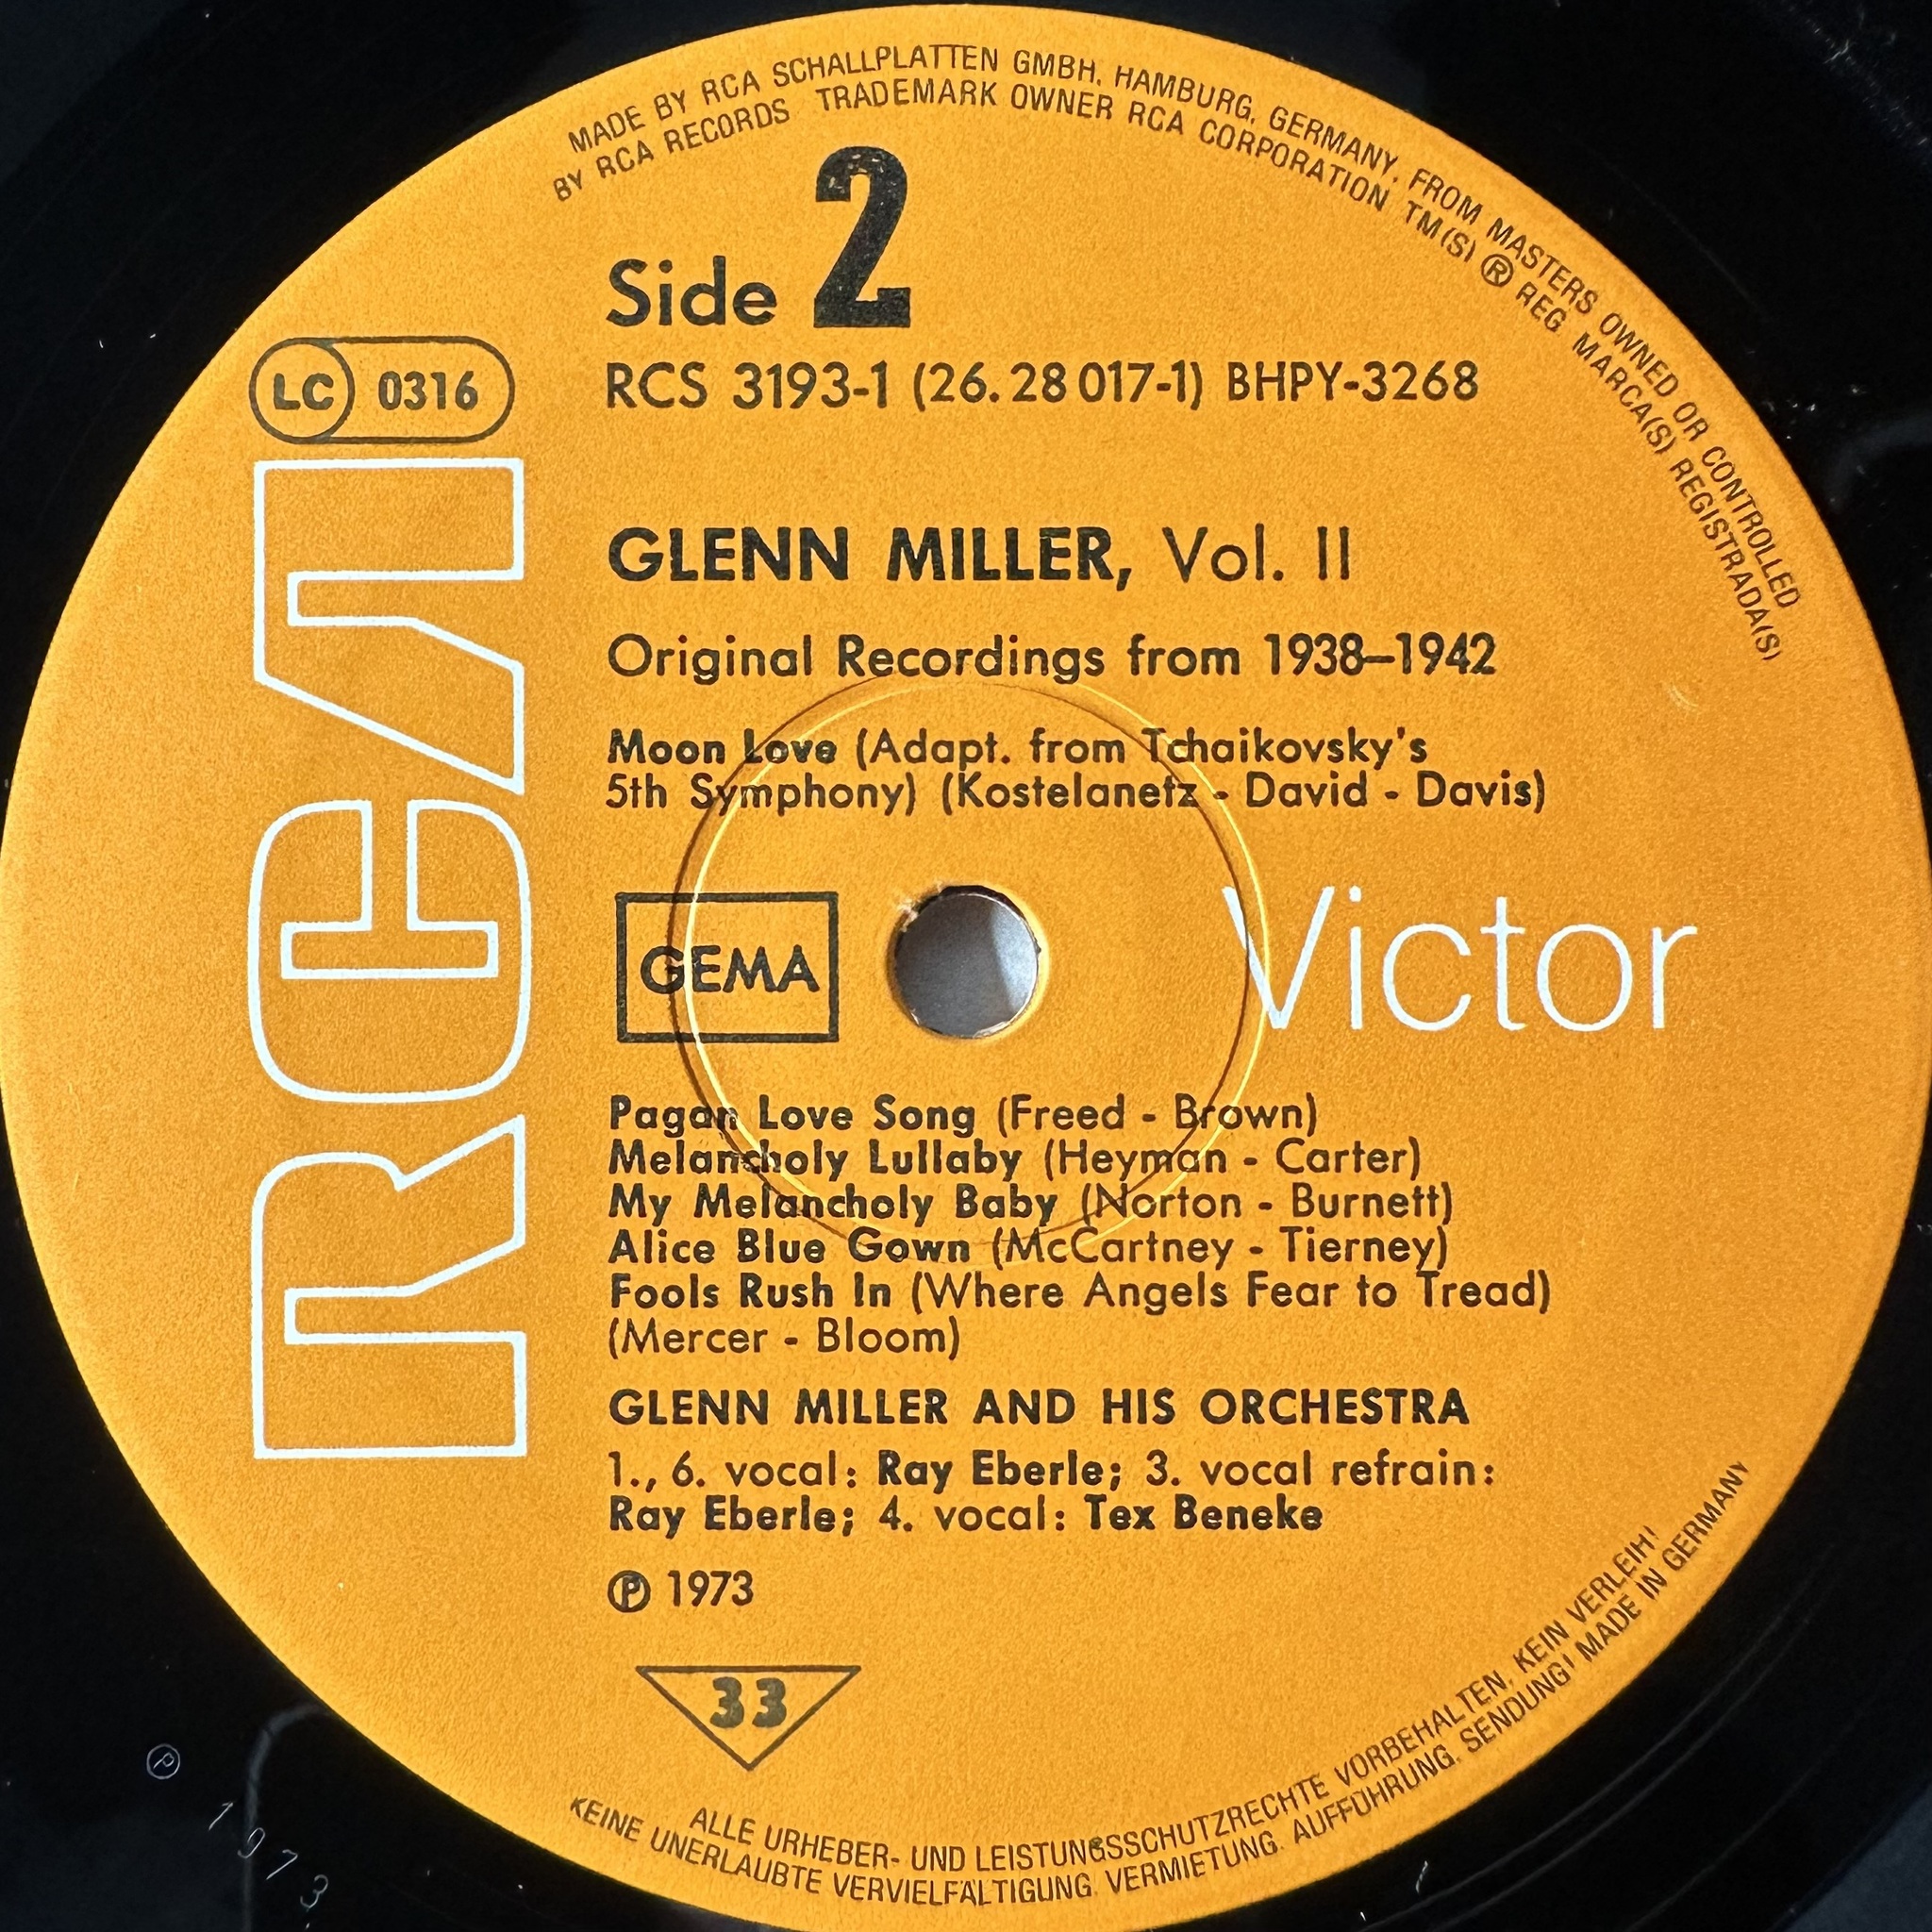 MADE BY RCA SCHALLPLATTEN GMBH, HAMBURG, GERMANY, FROM MASTERS OWNED OR CONTROLLED
BY RCA RECORDS TRADEMARK OWNER RCA CORPORATION TM(S) ® REG. MARCA(S) REGISTRADA(S)
Side 2
LC 0316
RCS 3193-1 (26.28 017-1) BHPY-3268
RCA
GLENN MILLER, Vol. II
Original Recordings from 1938–1942
Moon Love (Adapt. from Tchaikovsky's
5th Symphony) (Kostelanetz - David - Davis)
GEMA
Victor
Pagan Love Song (Freed - Brown)
Melancholy Lullaby (Heyman - Carter)
My Melancholy Baby (Norton - Burnett)
Alice Blue Gown (McCartney - Tierney)
Fools Rush In (Where Angels Fear to Tread)
(Mercer - Bloom)
GLENN MILLER AND HIS ORCHESTRA
1., 6. vocal: Ray Eberle; 3. vocal refrain:
Ray Eberle; 4. vocal: Tex Beneke
℗ 1973
33
ALLE URHEBER- UND LEISTUNGSSCHUTZRECHTE VORBEHALTEN, KEIN VERLEIH!
KEINE UNERLAUBTE VERVIELFÄLTIGUNG, VERMIETUNG, AUFFÜHRUNG, SENDUNG! MADE IN GERMANY
℗ 1973